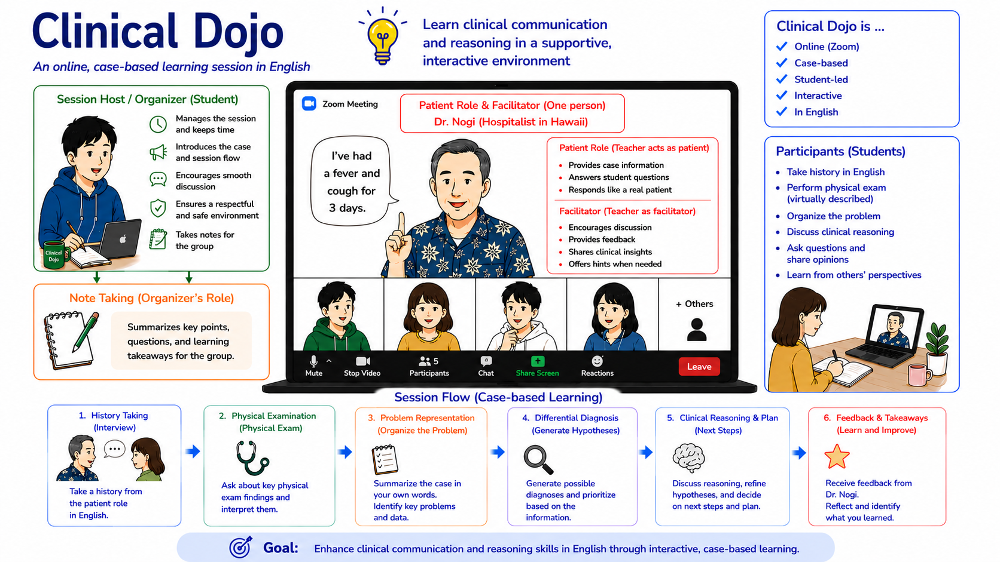 Clinical Dojo
An online, case-based learning session in English
Learn clinical communication
and reasoning in a supportive,
interactive environment
Clinical Dojo is ...
Online (Zoom)
Case-based
Student-led
Interactive
In English
Session Host / Organizer (Student)
Manages the session
and keeps time
Introduces the case
and session flow
Encourages smooth
discussion
Ensures a respectful
and safe environment
Takes notes for
the group
Clinical
Dojo
Note Taking (Organizer's Role)
Summarizes key points,
questions, and learning
takeaways for the group.
Zoom Meeting
Patient Role & Facilitator (One person)
Dr. Nogi (Hospitalist in Hawaii)
I've had
a fever and
cough for
3 days.
Patient Role (Teacher acts as patient)
• Provides case information
• Answers student questions
• Responds like a real patient
Facilitator (Teacher as facilitator)
• Encourages discussion
• Provides feedback
• Shares clinical insights
• Offers hints when needed
+ Others
Mute
Stop Video
5
Participants
Chat
Share Screen
Reactions
Leave
Participants (Students)
• Take history in English
• Perform physical exam
(virtually described)
• Organize the problem
• Discuss clinical reasoning
• Ask questions and
share opinions
• Learn from others' perspectives
Session Flow (Case-based Learning)
1. History Taking
(Interview)
Take a history from
the patient role
in English.
2. Physical Examination
(Physical Exam)
Ask about key physical
exam findings and
interpret them.
3. Problem Representation
(Organize the Problem)
Summarize the case in
your own words.
Identify key problems
and data.
4. Differential Diagnosis
(Generate Hypotheses)
Generate possible
diagnoses and prioritize
based on the
information.
5. Clinical Reasoning & Plan
(Next Steps)
Discuss reasoning, refine
hypotheses, and decide
on next steps and plan.
6. Feedback & Takeaways
(Learn and Improve)
Receive feedback from
Dr. Nogi.
Reflect and identify
what you learned.
Goal: Enhance clinical communication and reasoning skills in English through interactive, case-based learning.